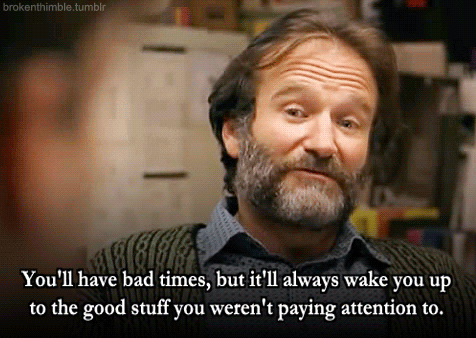 brokenthimble.tumblr
You'll have bad times, but it'll always wake you up
to the good stuff you weren't paying attention to.